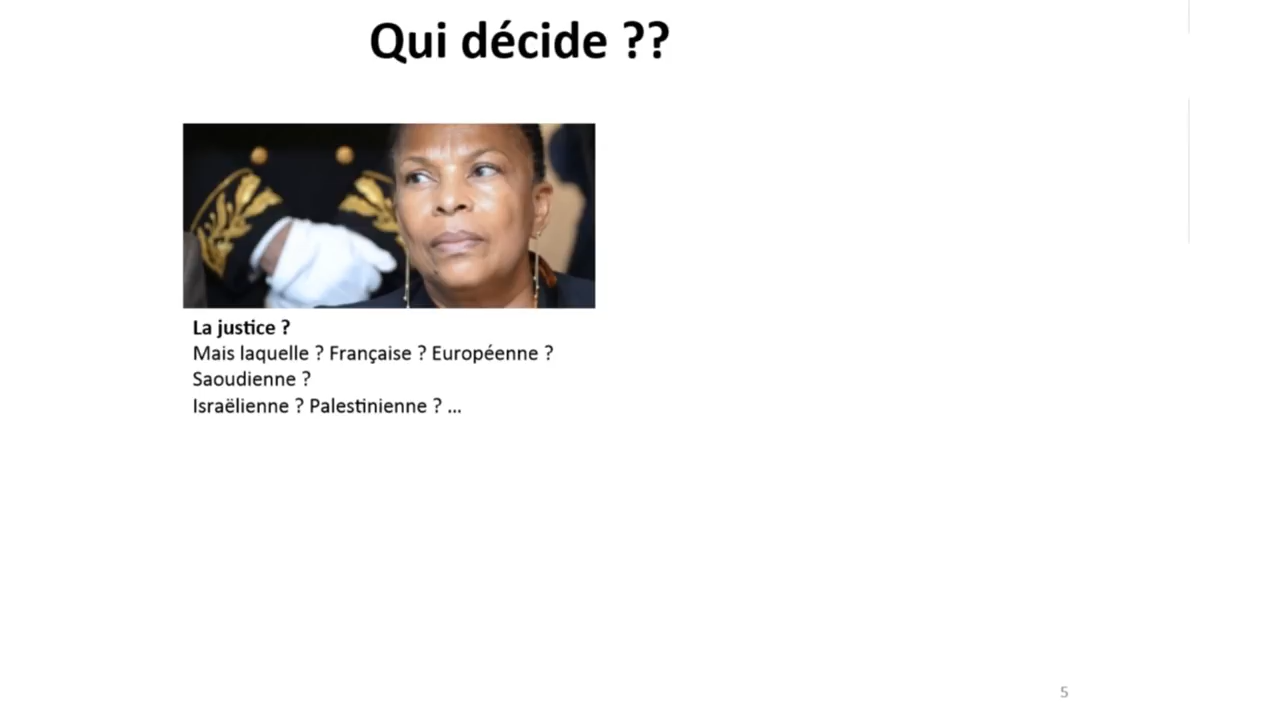 Qui décide ??
La justice ?
Mais laquelle ? Française ? Européenne ?
Saoudienne ?
Israëlienne ? Palestinienne ? ...
5